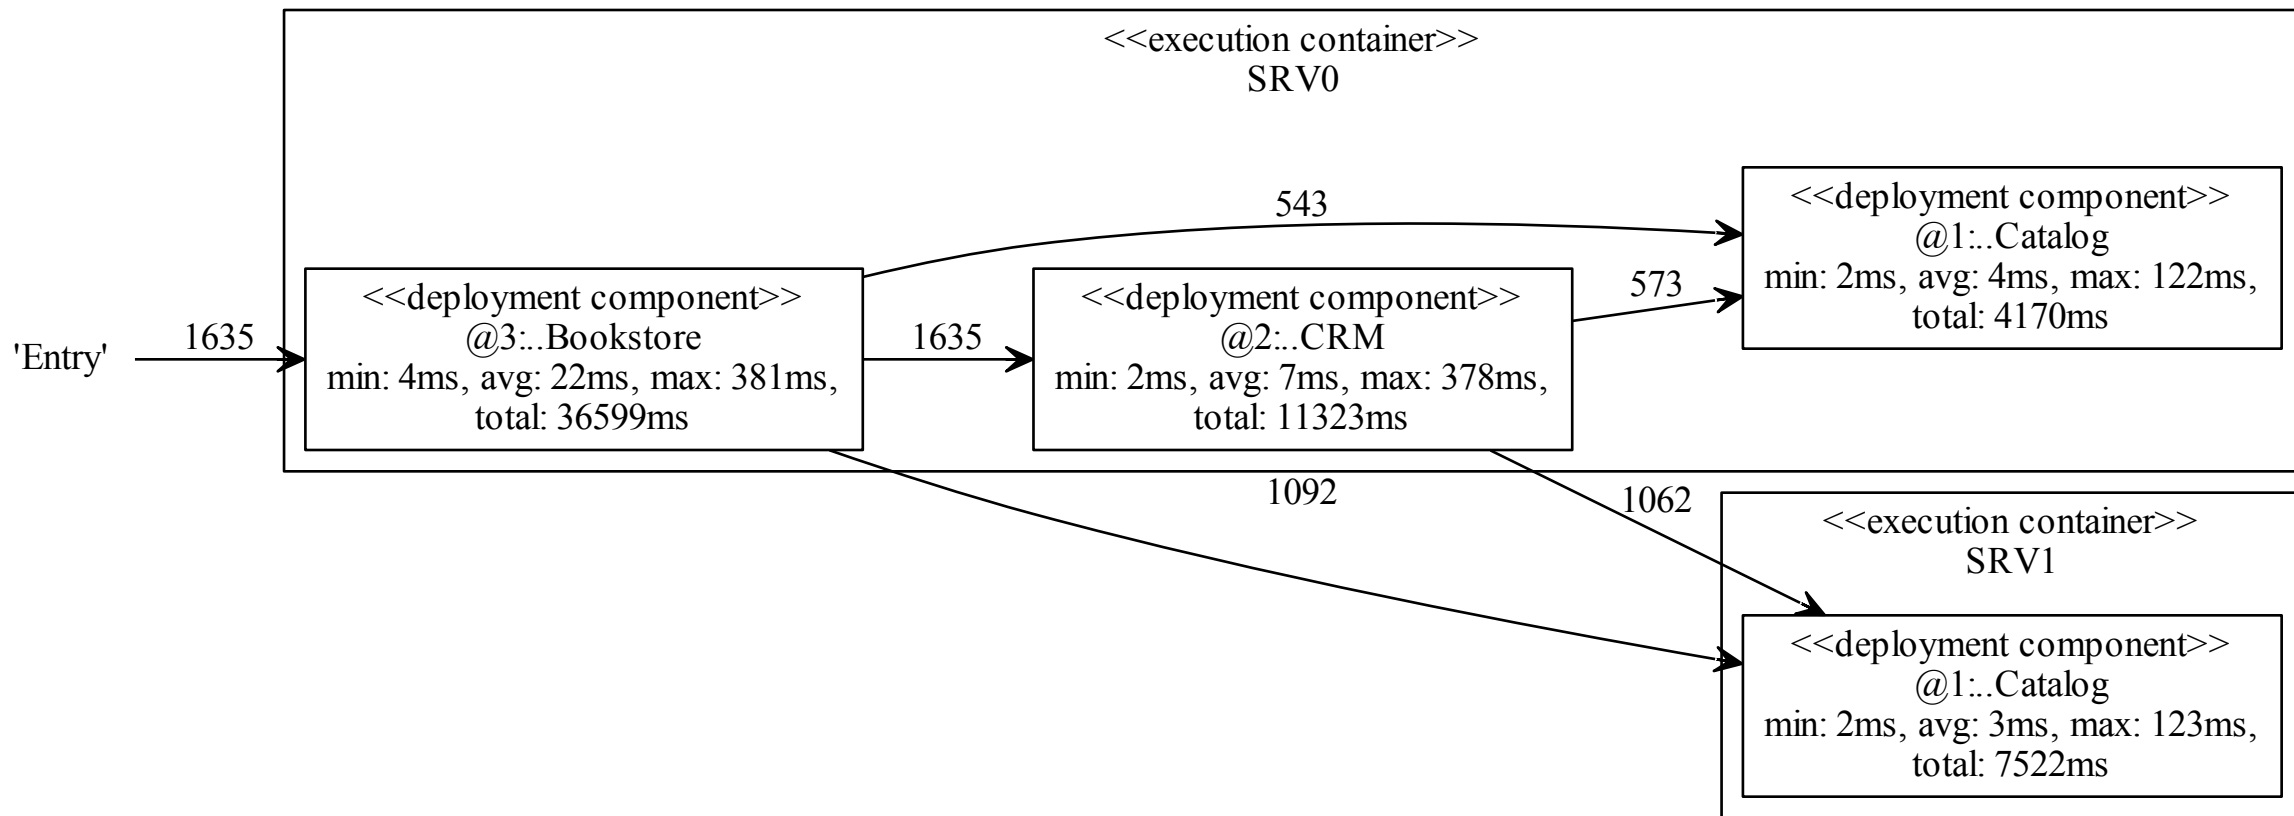 <<execution container>>
SRV0
'Entry'
1635
<<deployment component>>
@3:..Bookstore
min: 4ms, avg: 22ms, max: 381ms,
total: 36599ms
543
1635
<<deployment component>>
@2:..CRM
min: 2ms, avg: 7ms, max: 378ms,
total: 11323ms
573
<<deployment component>>
@1:..Catalog
min: 2ms, avg: 4ms, max: 122ms,
total: 4170ms
1092
1062
<<execution container>>
SRV1
<<deployment component>>
@1:..Catalog
min: 2ms, avg: 3ms, max: 123ms,
total: 7522ms